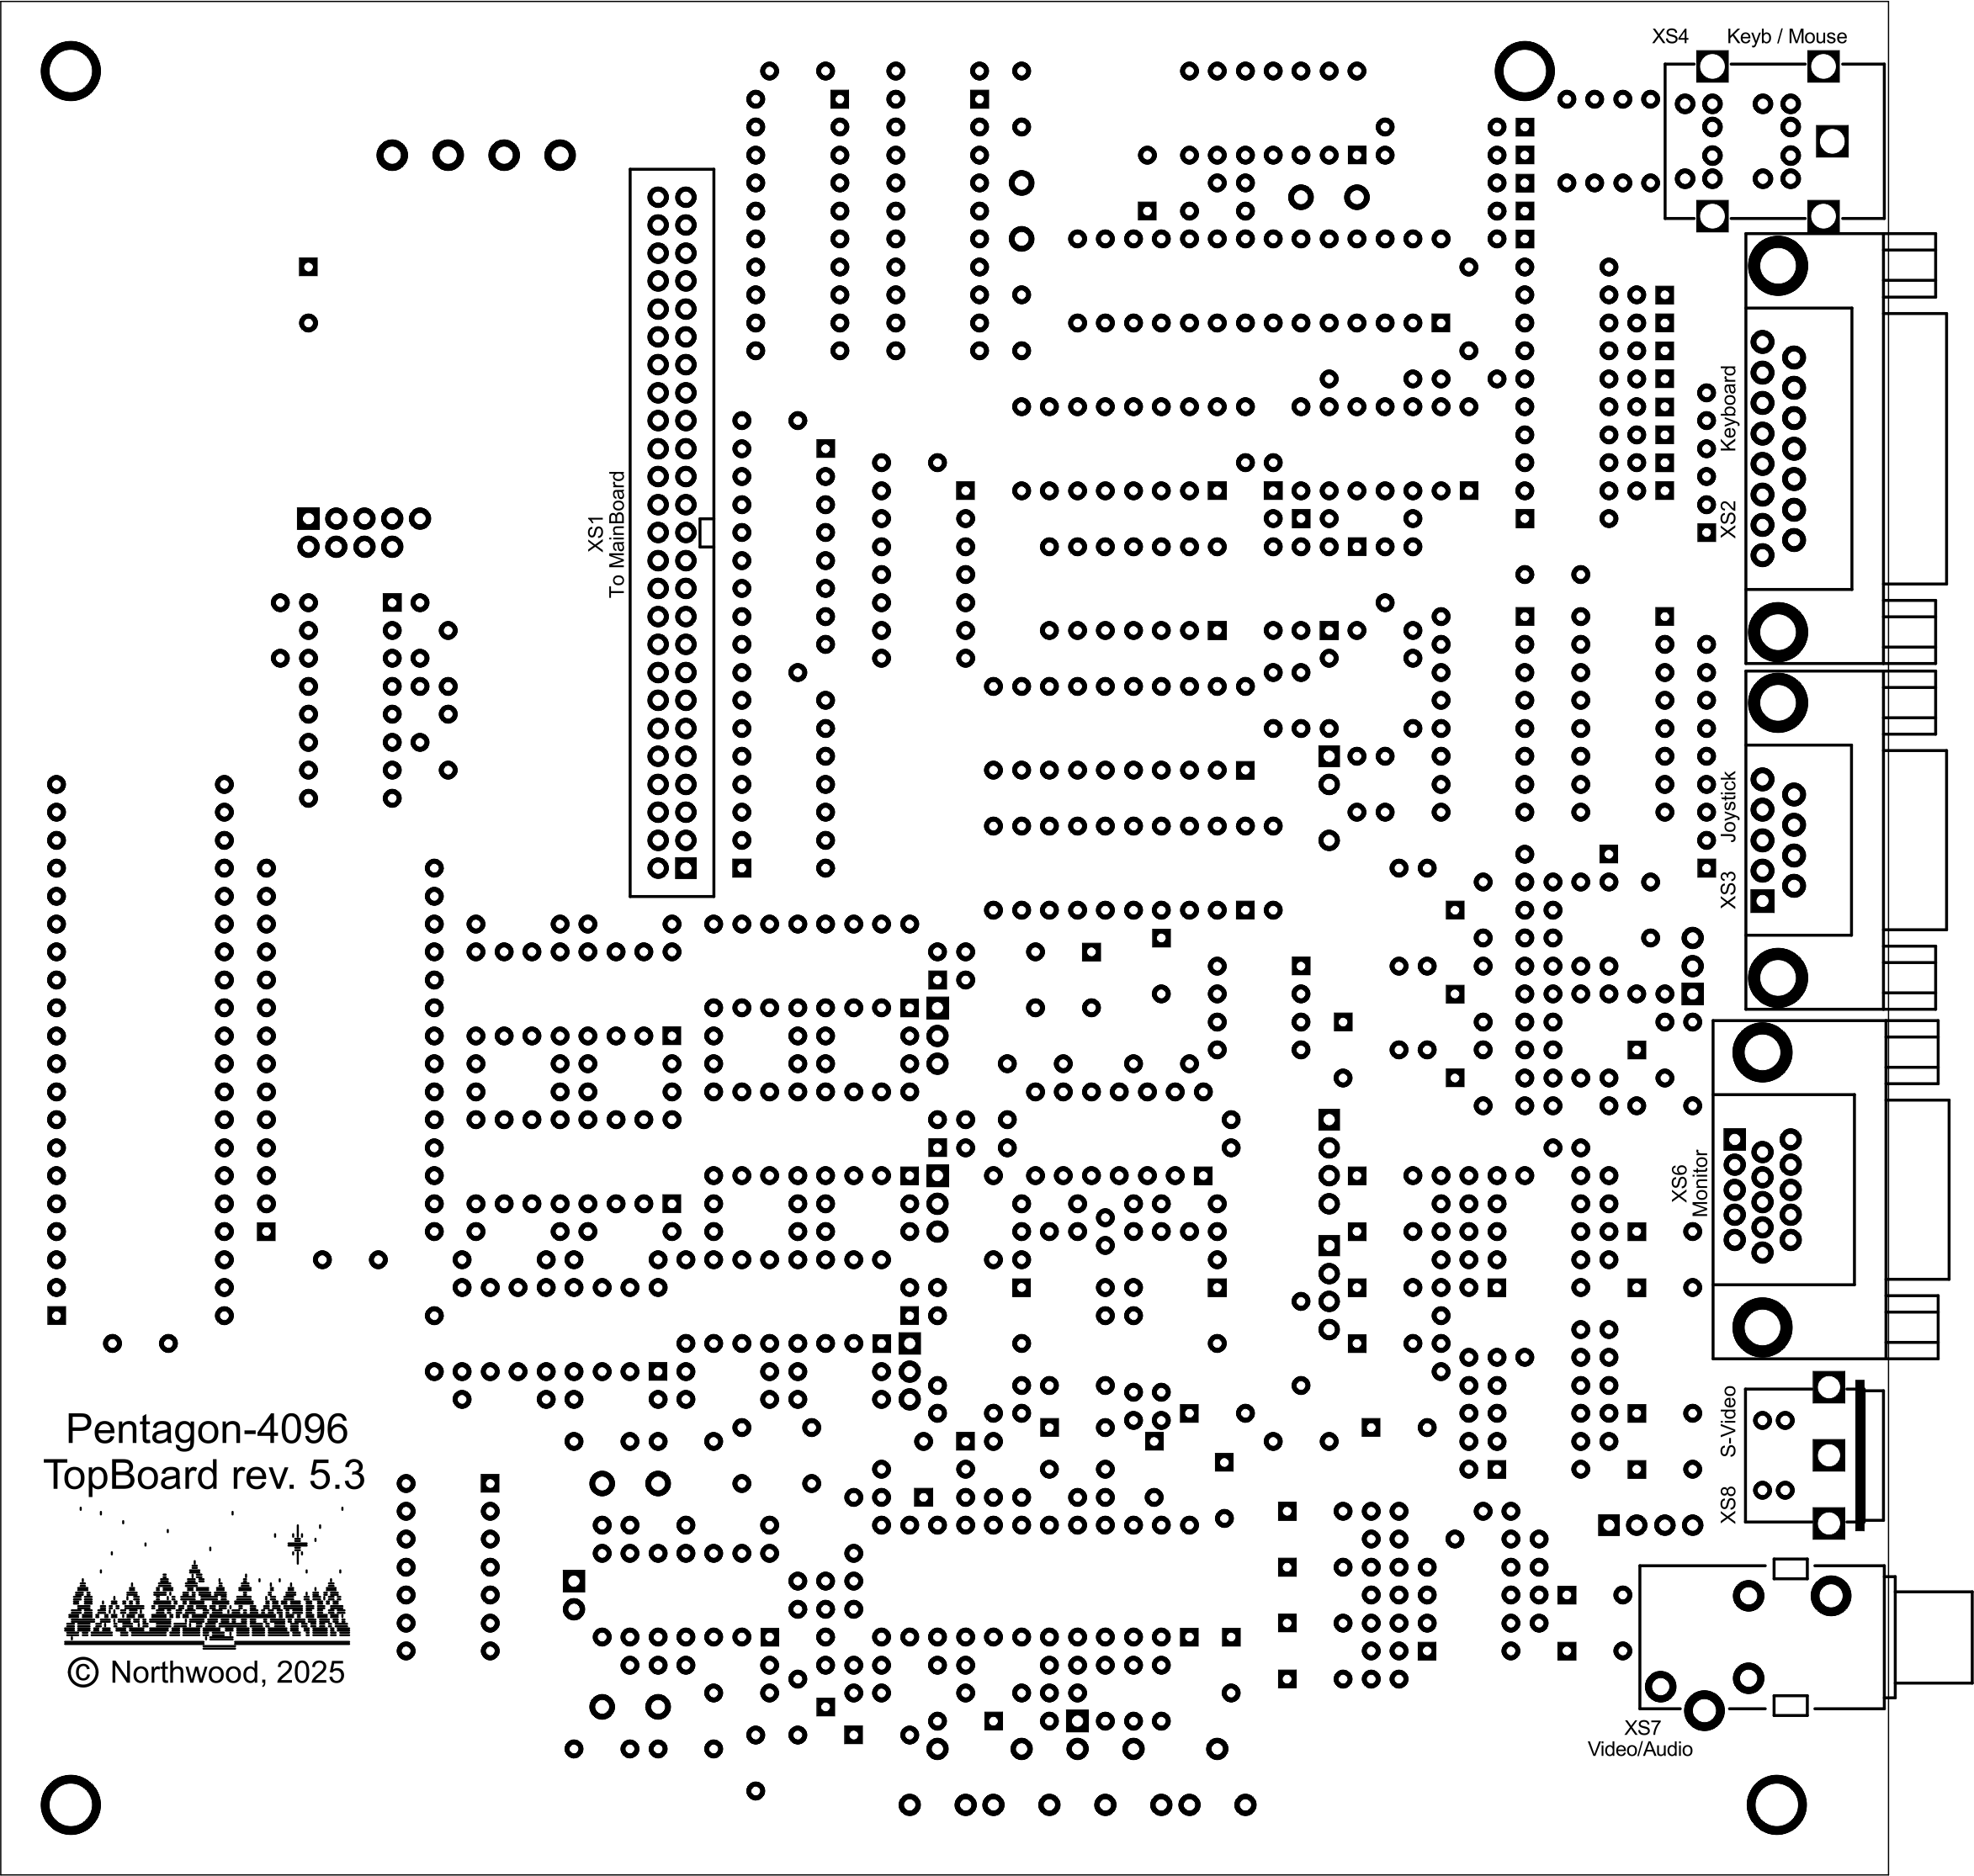 XS4 Keyb / Mouse
XS1
To MainBoard
XS2 Keyboard
XS3 Joystick
XS6
Monitor
XS8 S-Video
Pentagon-4096
TopBoard rev. 5.3
© Northwood, 2025
XS7
Video/Audio